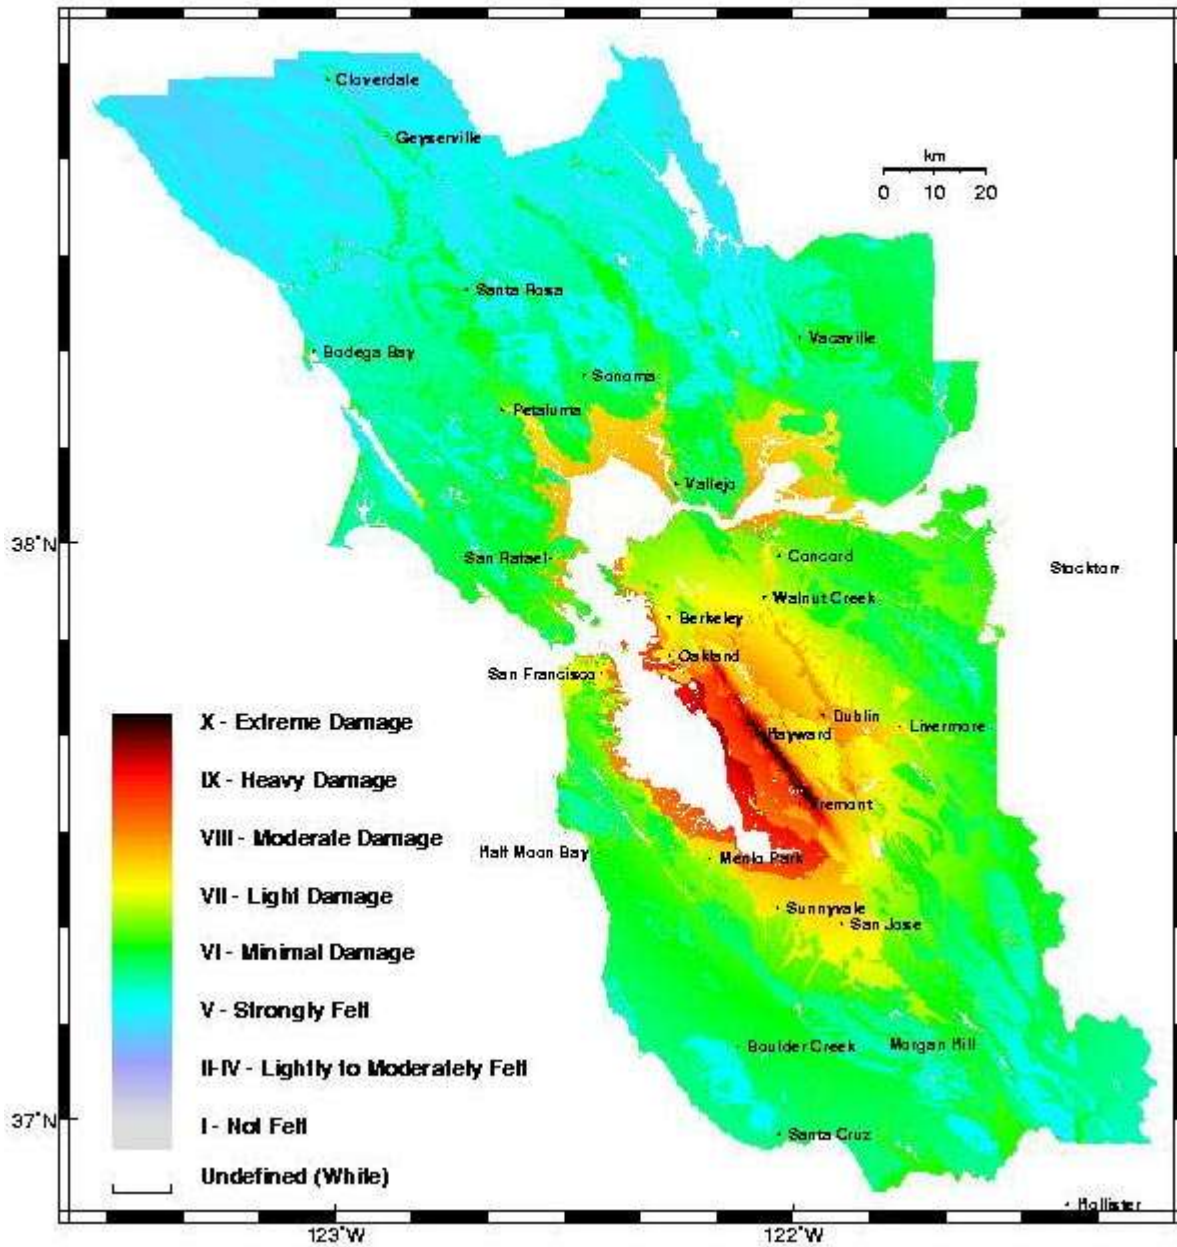 Cloverdale
Geyserville
km
0 10 20
Santa Rosa
Vacaville
Bodega Bay
Sonoma
Petaluma
Vallejo
38°N
San Rafael
Concord
Stockton
Walnut Creek
Berkeley
Oakland
San Francisco
Dublin
Livermore
Hayward
X - Extreme Damage
IX - Heavy Damage
Fremont
VIII - Moderate Damage
Half Moon Bay
Menlo Park
VII - Light Damage
Sunnyvale
San Jose
VI - Minimal Damage
V - Strongly Felt
Boulder Creek
Morgan Hill
II-IV - Lightly to Moderately Felt
37°N
I - Not Felt
Santa Cruz
Undefined (White)
Hollister
123°W
122°W